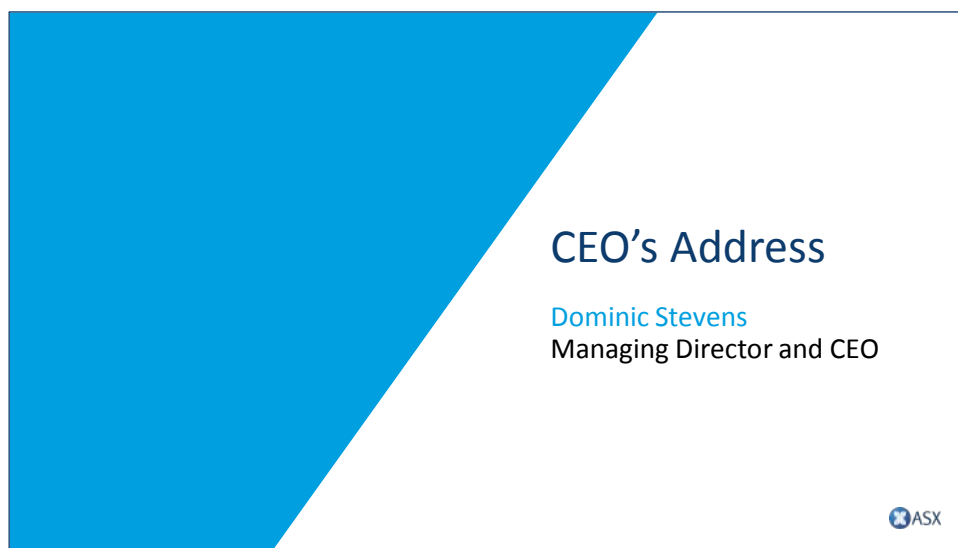 CEO’s Address
Dominic Stevens
Managing Director and CEO
ASX